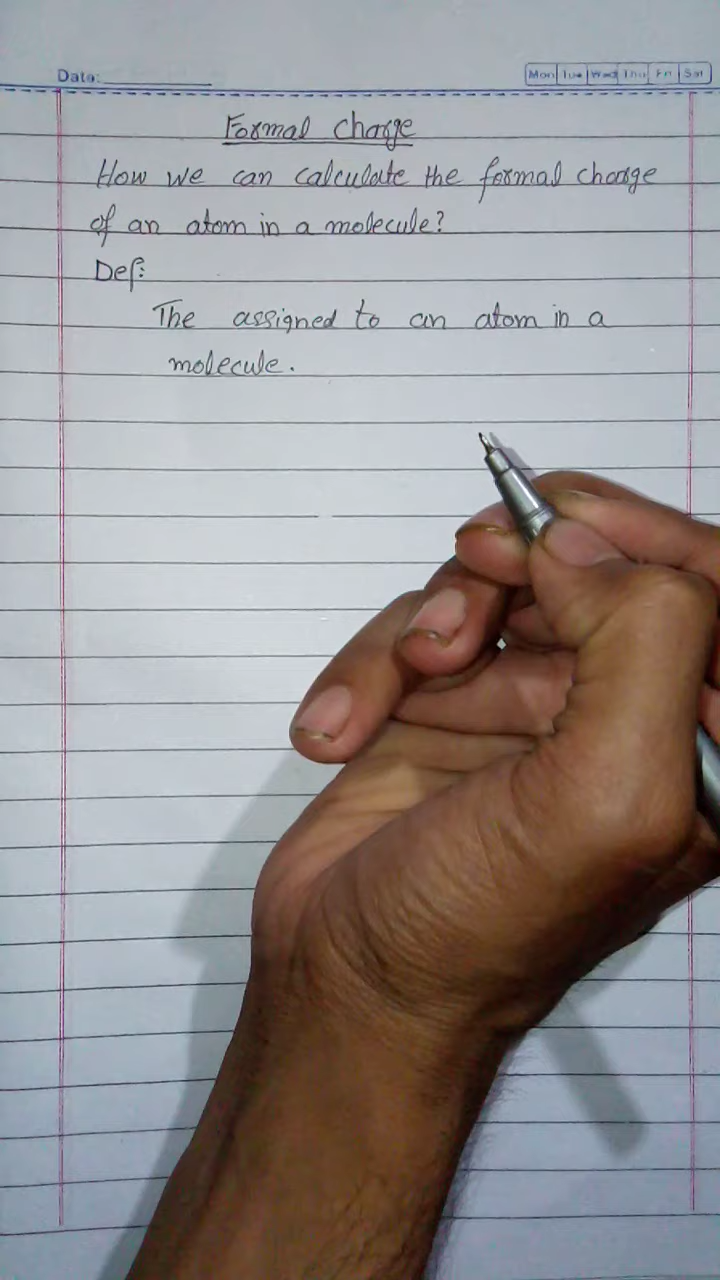 Date:
Mon Tue Wed Thu Fri Sat
Formal charge
How we can calculate the formal charge
of an atom in a molecule?
Def:
The assigned to an atom in a
molecule.